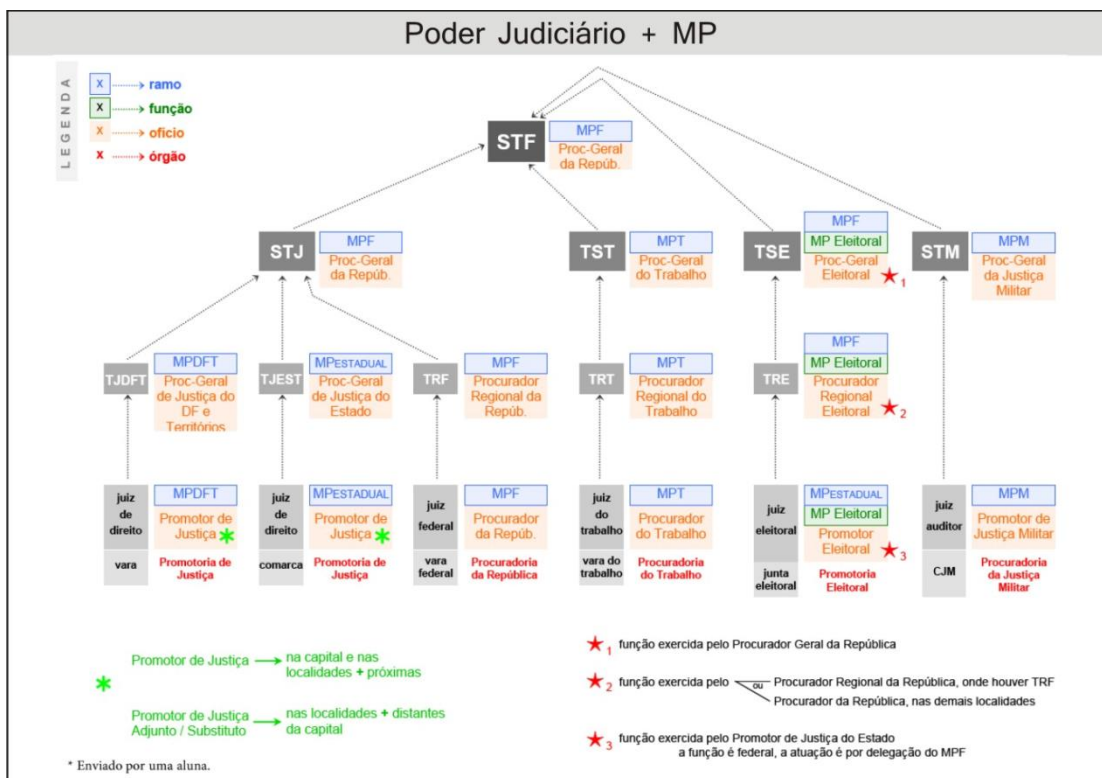 Poder Judiciário + MP
LEGENDA
X ramo
X função
X oficio
X órgão
STF
MPF
Proc-Geral
da Repúb.
STJ
MPF
Proc-Geral
da Repúb.
TST
MPT
Proc-Geral
do Trabalho
TSE
MPF
MP Eleitoral
Proc-Geral
Eleitoral
1
STM
MPM
Proc-Geral
da Justiça
Militar
TJDFT
MPDFT
Proc-Geral
de Justiça do
DF e
Territórios
TJEST
MPESTADUAL
Proc-Geral
de Justiça do
Estado
TRF
MPF
Procurador
Regional da
Repúb.
TRT
MPT
Procurador
Regional do
Trabalho
TRE
MPF
MP Eleitoral
Procurador
Regional
Eleitoral
2
juiz
de
direito
vara
MPDFT
Promotor de
Justiça
Promotoria de
Justiça
juiz
de
direito
comarca
MPESTADUAL
Promotor de
Justiça
Promotoria de
Justiça
juiz
federal
vara
federal
MPF
Procurador
da Repúb.
Procuradoria
da República
juiz
do
trabalho
vara do
trabalho
MPT
Procurador
do Trabalho
Procuradoria
do Trabalho
juiz
eleitoral
junta
eleitoral
MPESTADUAL
MP Eleitoral
Promotor
Eleitoral
3
Promotoria
Eleitoral
juiz
auditor
CJM
MPM
Promotor de
Justiça Militar
Procuradoria
da Justiça
Militar
Promotor de Justiça
na capital e nas
localidades + próximas
Promotor de Justiça
Adjunto / Substituto
nas localidades + distantes
da capital
* Enviado por uma aluna.
1 função exercida pelo Procurador Geral da República
2 função exercida pelo ou Procurador Regional da República, onde houver TRF
Procurador da República, nas demais localidades
3 função exercida pelo Promotor de Justiça do Estado
a função é federal, a atuação é por delegação do MPF